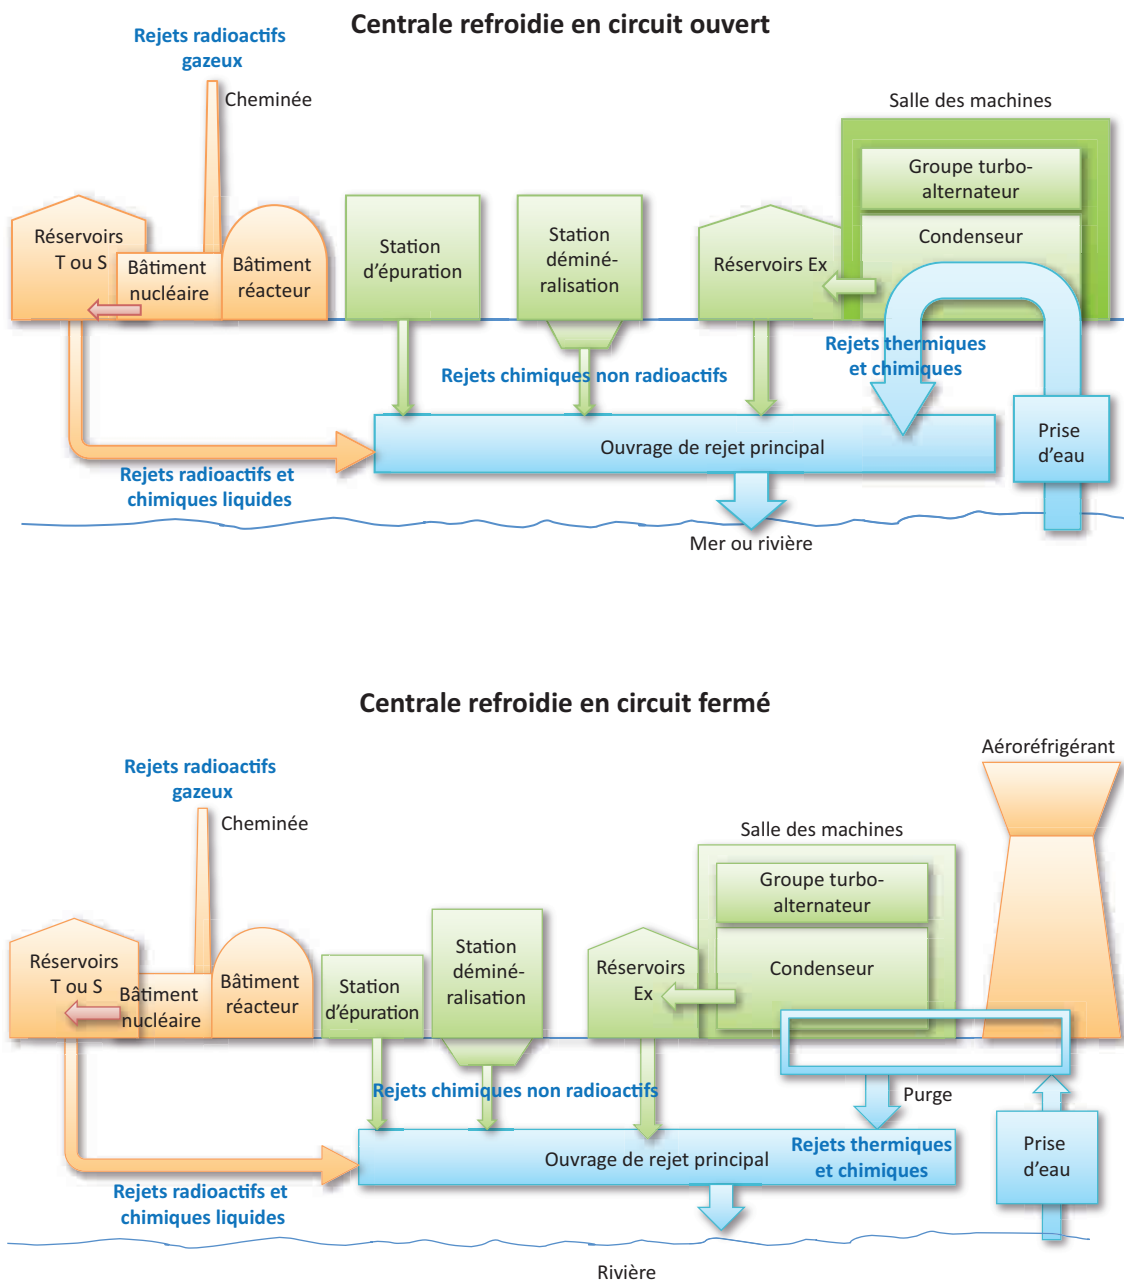 Centrale refroidie en circuit ouvert
Rejets radioactifs
gazeux
Cheminée
Salle des machines
Groupe turbo-
alternateur
Condenseur
Réservoirs
T ou S
Bâtiment
nucléaire
Bâtiment
réacteur
Station
d'épuration
Station
déminé-
ralisation
Réservoirs Ex
Rejets thermiques
et chimiques
Rejets chimiques non radioactifs
Ouvrage de rejet principal
Prise
d'eau
Rejets radioactifs et
chimiques liquides
Mer ou rivière
Centrale refroidie en circuit fermé
Aéroréfrigérant
Rejets radioactifs
gazeux
Cheminée
Salle des machines
Groupe turbo-
alternateur
Condenseur
Réservoirs
T ou S
Bâtiment
nucléaire
Bâtiment
réacteur
Station
d'épuration
Station
déminé-
ralisation
Réservoirs
Ex
Rejets chimiques non radioactifs
Purge
Ouvrage de rejet principal
Rejets thermiques
et chimiques
Prise
d'eau
Rejets radioactifs et
chimiques liquides
Rivière